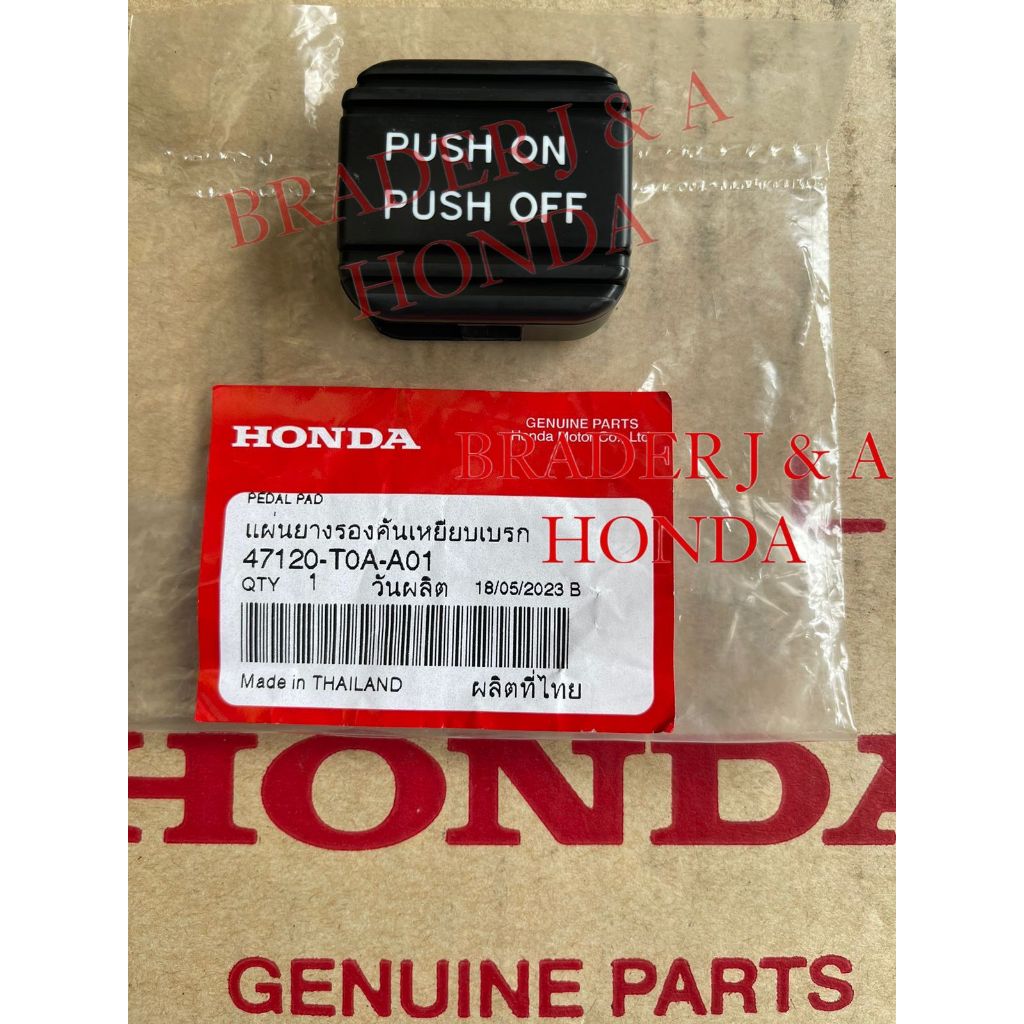 PUSH ON
PUSH OFF
BRADERJ & A
HONDA
HONDA
GENUINE PARTS
Honda Motor Co., Ltd
BRADERJ & A
HONDA
PEDAL PAD
แผ่นยางรองคันเหยียบเบรก
47120-T0A-A01
QTY 1 วันผลิต 18/05/2023 B
Made in THAILAND ผลิตที่ไทย
HONDA
GENUINE PARTS